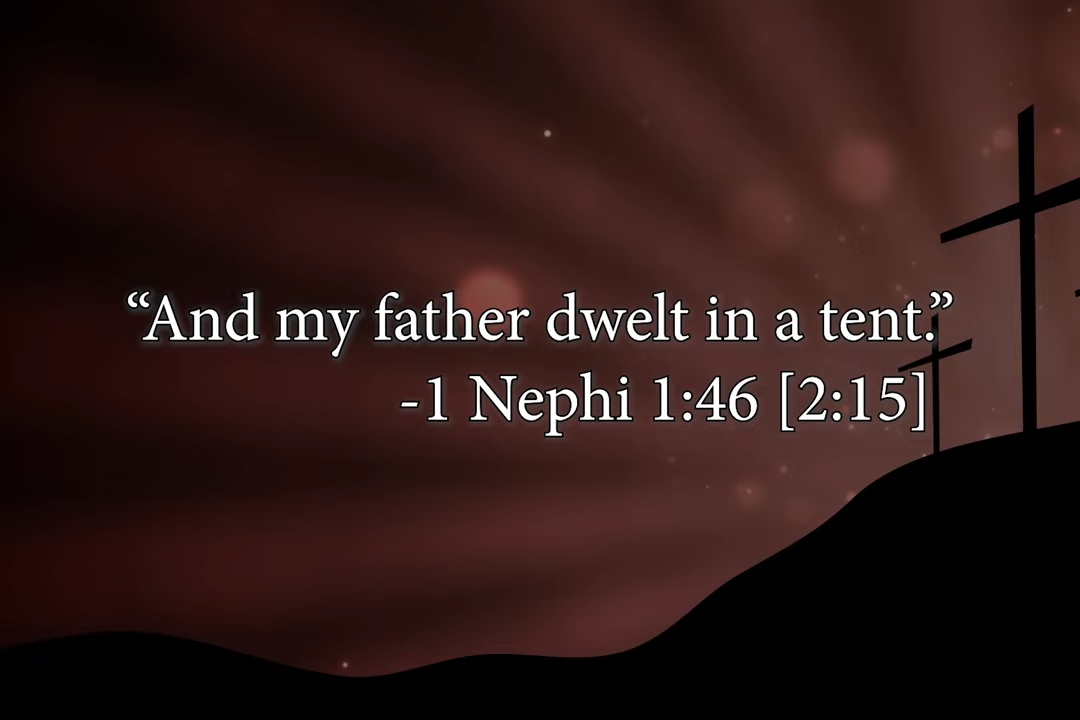 “And my father dwelt in a tent.”
-1 Nephi 1:46 [2:15]